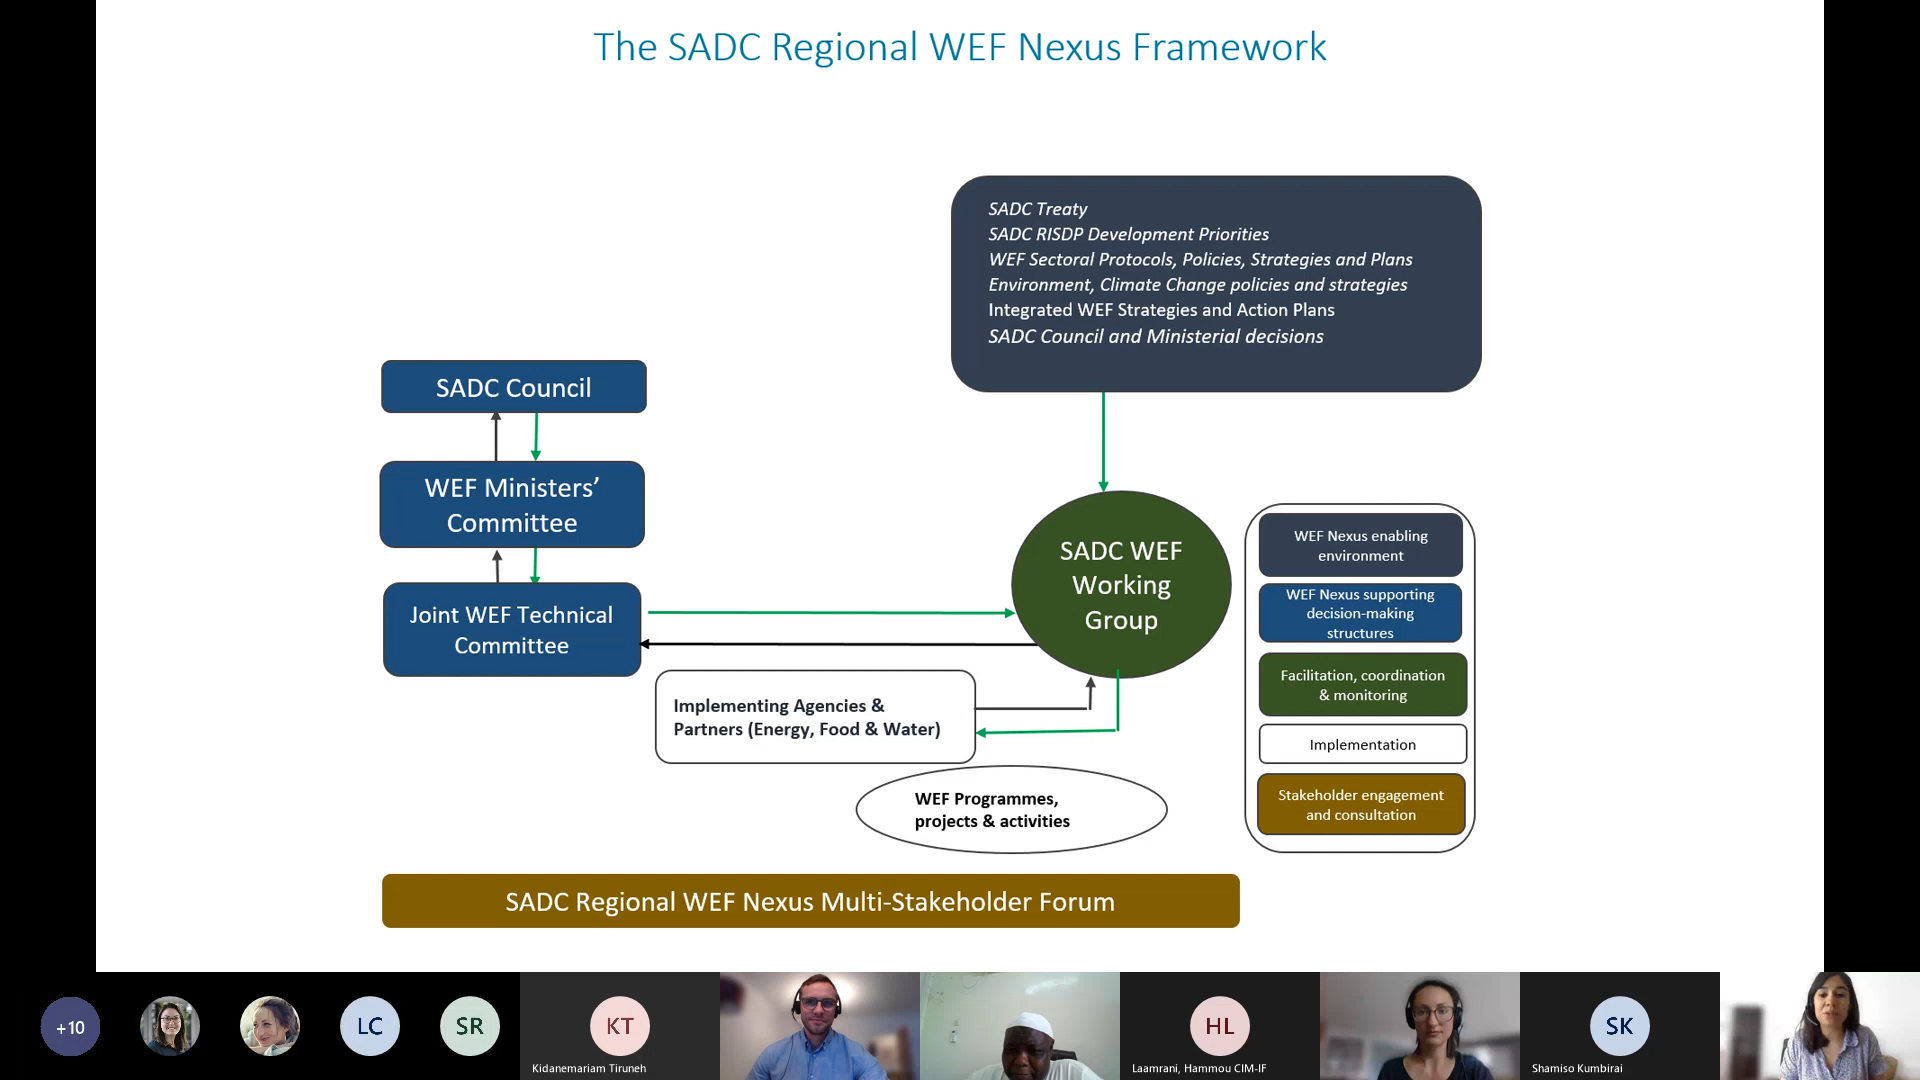 The SADC Regional WEF Nexus Framework
SADC Treaty
SADC RISDP Development Priorities
WEF Sectoral Protocols, Policies, Strategies and Plans
Environment, Climate Change policies and strategies
Integrated WEF Strategies and Action Plans
SADC Council and Ministerial decisions
SADC Council
WEF Ministers’
Committee
Joint WEF Technical
Committee
SADC WEF
Working
Group
Implementing Agencies &
Partners (Energy, Food & Water)
WEF Programmes,
projects & activities
WEF Nexus enabling
environment
WEF Nexus supporting
decision-making
structures
Facilitation, coordination
& monitoring
Implementation
Stakeholder engagement
and consultation
SADC Regional WEF Nexus Multi-Stakeholder Forum
+10
LC
SR
KT
Kidanemariam Tiruneh
HL
Laamrani, Hammou CIM-IF
SK
Shamiso Kumbirai